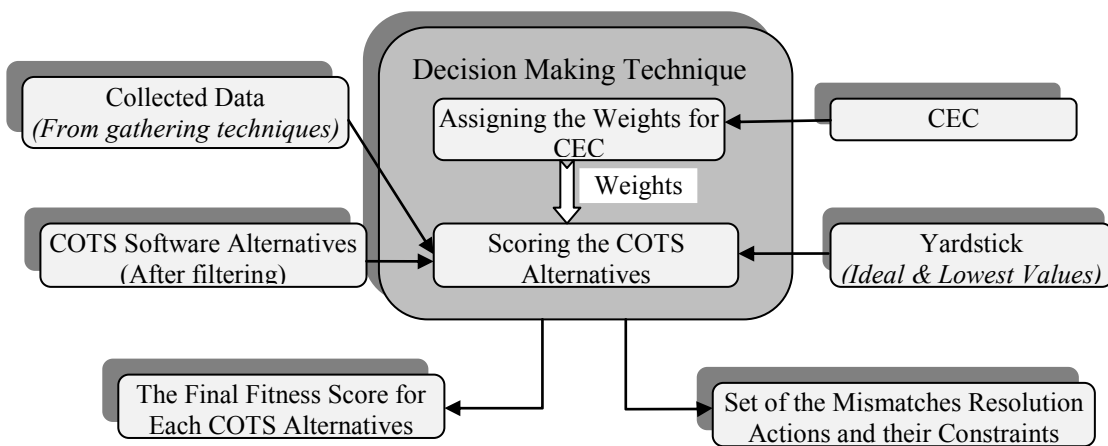 Decision Making Technique
Collected Data
(From gathering techniques)
Assigning the Weights for
CEC
CEC
Weights
COTS Software Alternatives
(After filtering)
Scoring the COTS
Alternatives
Yardstick
(Ideal & Lowest Values)
The Final Fitness Score for
Each COTS Alternatives
Set of the Mismatches Resolution
Actions and their Constraints